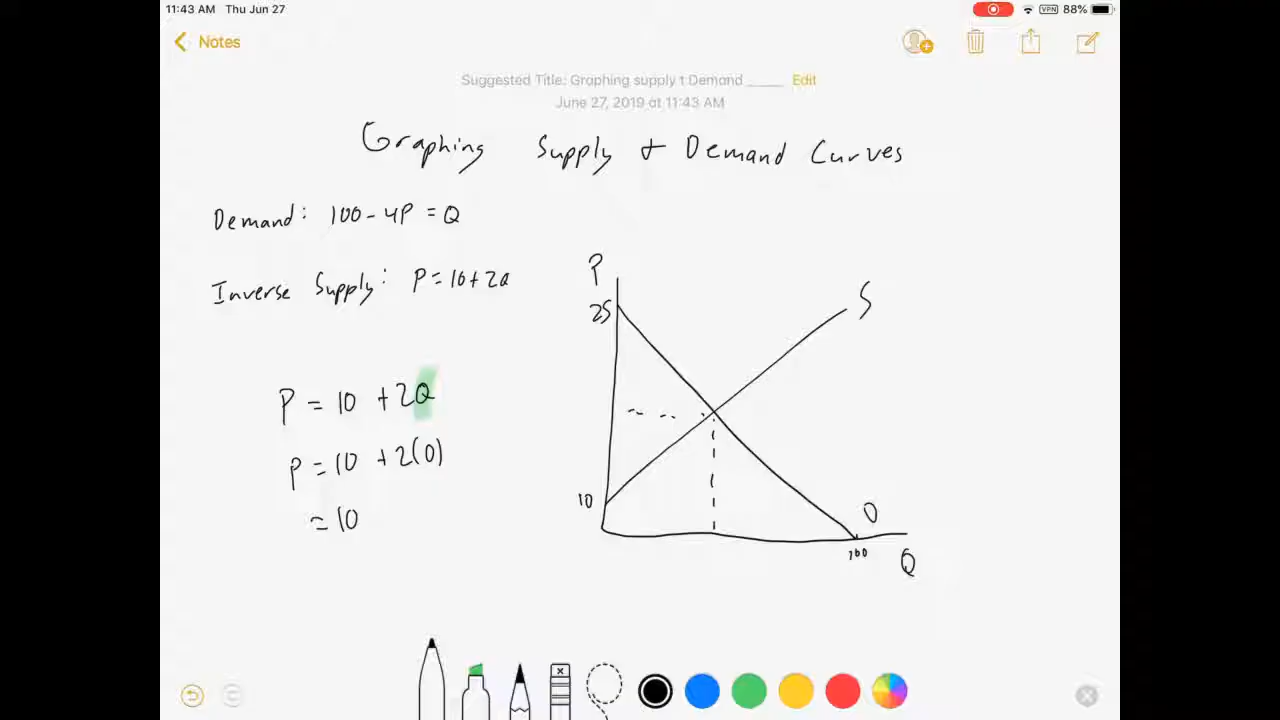 11:43 AM Thu Jun 27
VPN 88%
Notes
Suggested Title: Graphing supply t Demand _____ Edit
June 27, 2019 at 11:43 AM
Graphing Supply & Demand Curves
Demand: 100 - 4P = Q
Inverse Supply: P = 10 + 2Q
P = 10 + 2Q
P = 10 + 2(0)
= 10
P
25
S
10
D
100
Q